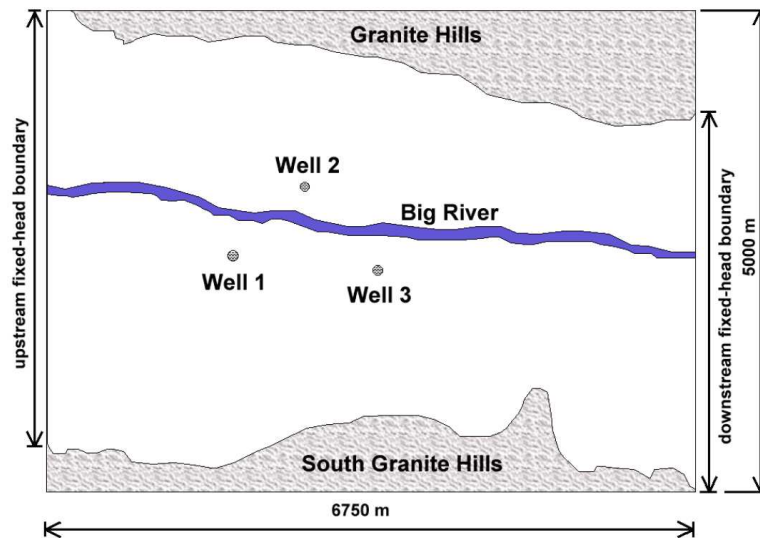 Granite Hills
upstream fixed-head boundary
Well 2
Big River
Well 1
Well 3
downstream fixed-head boundary
5000 m
South Granite Hills
6750 m